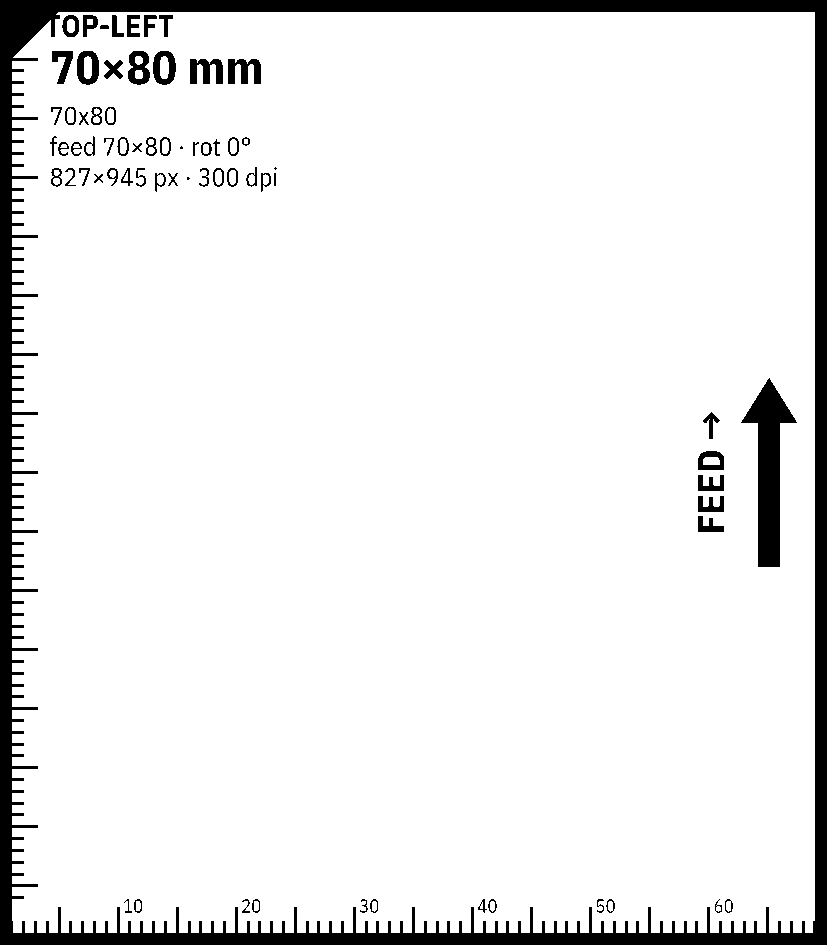 TOP-LEFT
70×80 mm
70x80
feed 70×80 · rot 0°
827×945 px · 300 dpi
FEED →
10 20 30 40 50 60